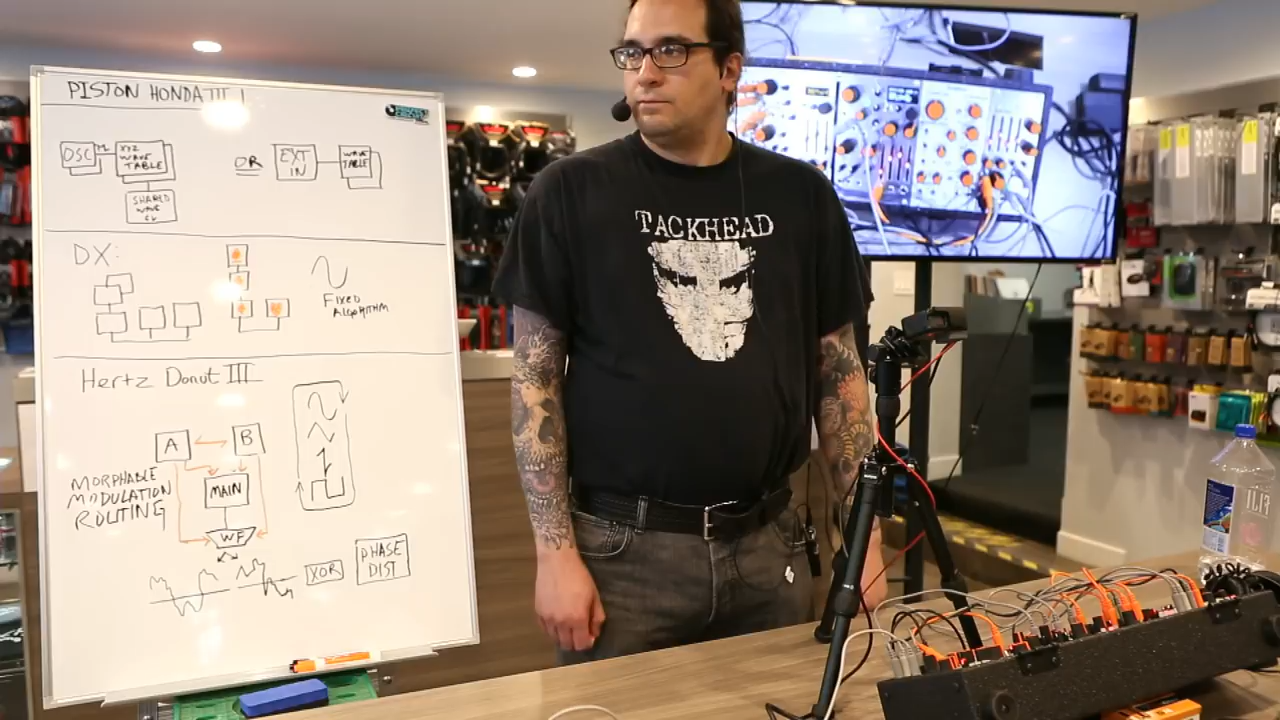 PISTON HONDA III
OSC
XYZ
WAVE
TABLE
SHARED
WAVE
OR
EXT
IN
WAVE
TABLE
DX:
FIXED
ALGORITHM
Hertz Donut III
A
B
MORPHABLE
MODULATION
ROUTING
MAIN
WF
XOR
PHASE
DIST
TACKHEAD
FIJI